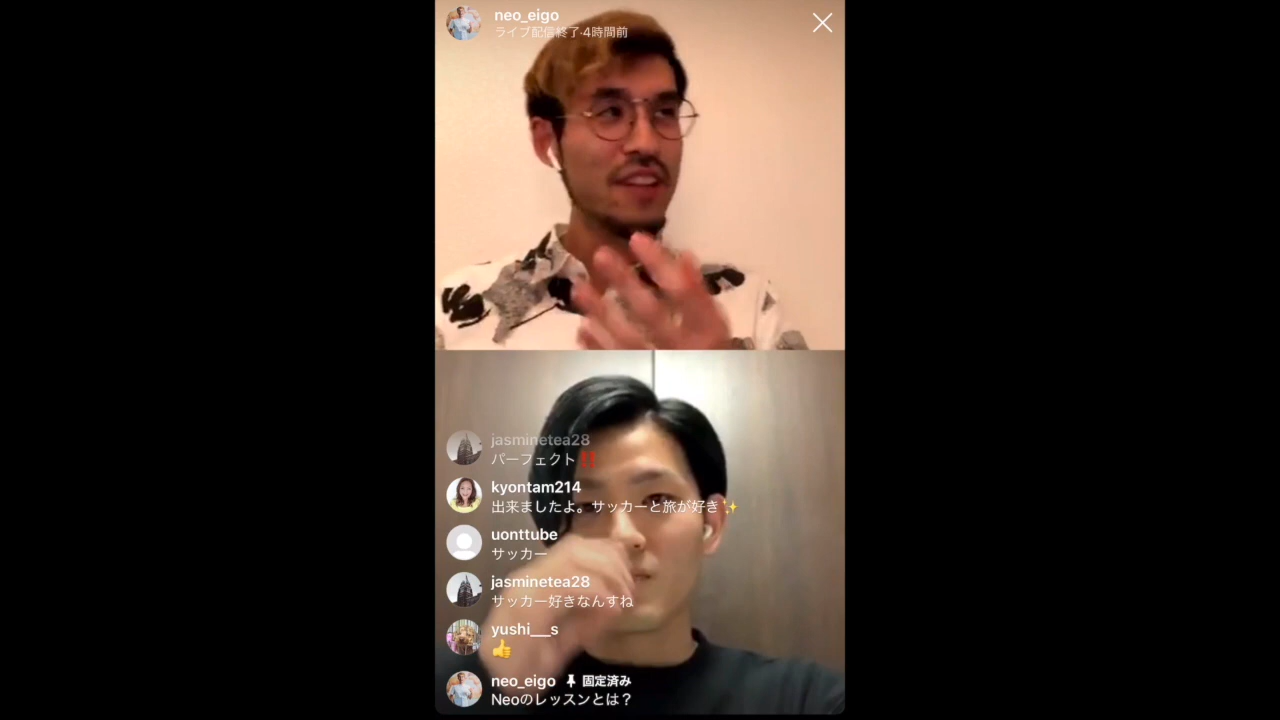 neo_eigo
ライブ配信終了·4時間前
jasminetea28
パーフェクト‼️
kyontam214
出来ましたよ。サッカーと旅が好き✨
uonttube
サッカー
jasminetea28
サッカー好きなんすね
yushi___s
👍
neo_eigo 固定済み
Neoのレッスンとは？